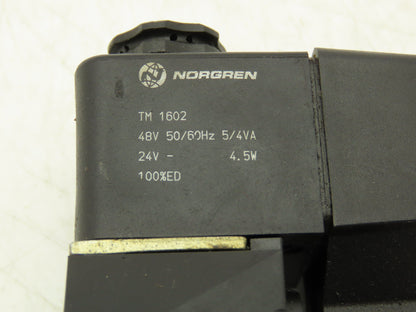 NORGREN
TM 1602
48V 50/60Hz 5/4VA
24V - 4.5W
100%ED